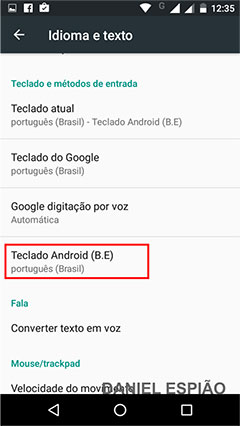 12:35
Idioma e texto
Teclado e métodos de entrada
Teclado atual
português (Brasil) - Teclado Android (B.E)
Teclado do Google
português (Brasil)
Google digitação por voz
Automática
Teclado Android (B.E)
português (Brasil)
Fala
Converter texto em voz
Mouse/trackpad
Velocidade do movimento
DANIEL ESPIÃO